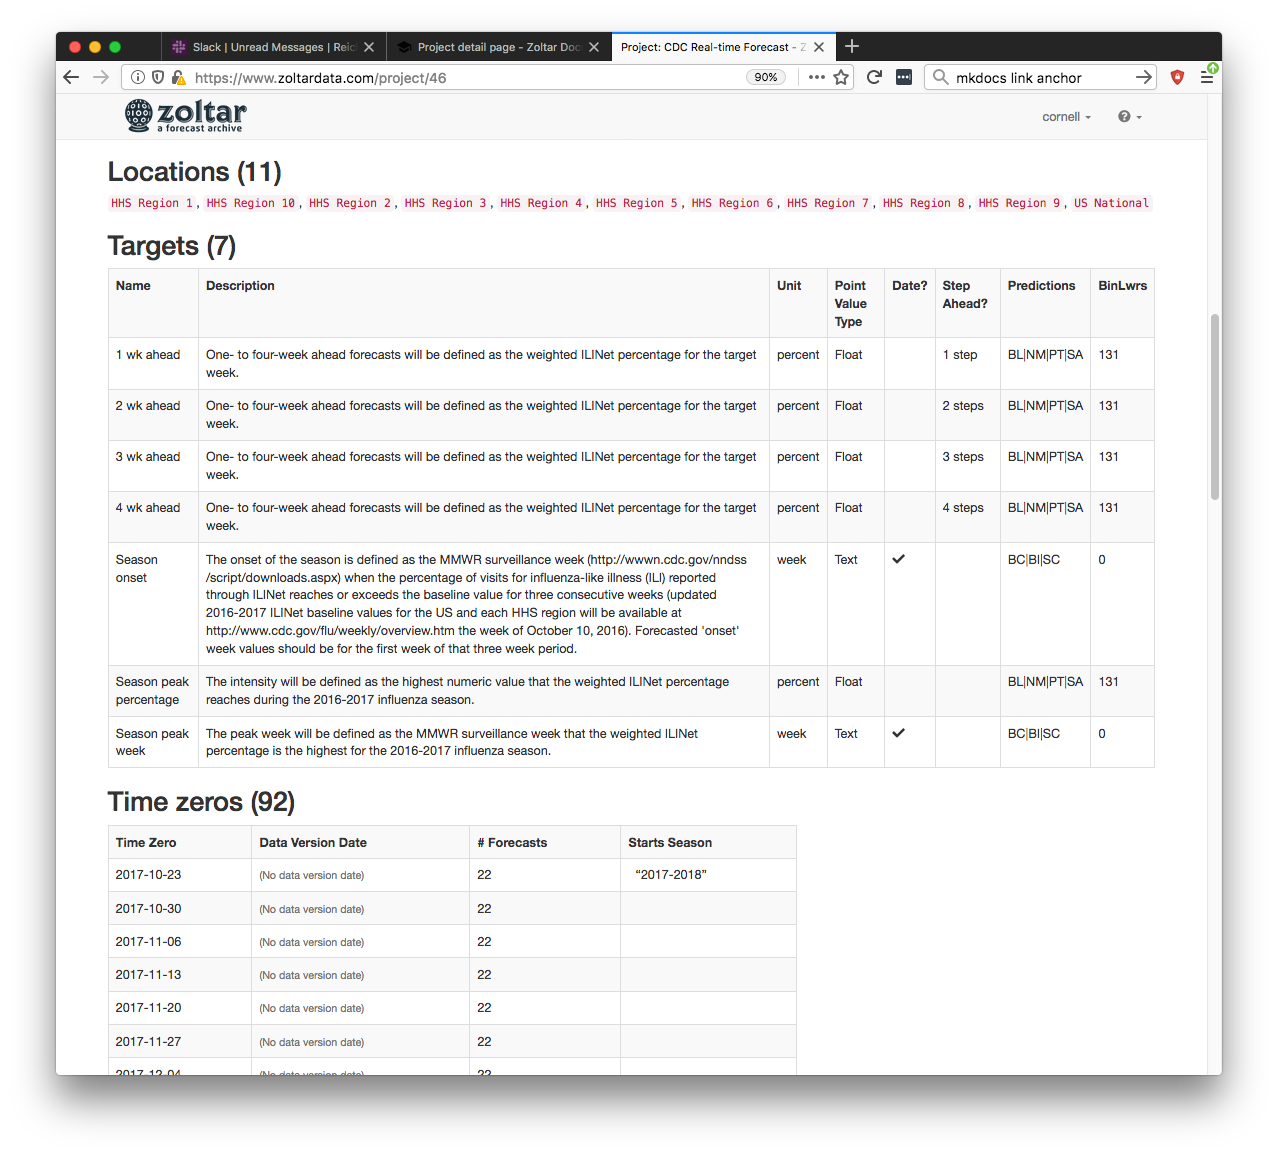 Slack | Unread Messages | Reic
Project detail page - Zoltar Doc
Project: CDC Real-time Forecast - Z
https://www.zoltardata.com/project/46
90%
mkdocs link anchor
zoltar
a forecast archive
cornell
Locations (11)
HHS Region 1, HHS Region 10, HHS Region 2, HHS Region 3, HHS Region 4, HHS Region 5, HHS Region 6, HHS Region 7, HHS Region 8, HHS Region 9, US National
Targets (7)
Name Description Unit Point Value Type Date? Step Ahead? Predictions BinLwrs
1 wk ahead One- to four-week ahead forecasts will be defined as the weighted ILINet percentage for the target percent Float 1 step BL|NM|PT|SA 131
week.
2 wk ahead One- to four-week ahead forecasts will be defined as the weighted ILINet percentage for the target percent Float 2 steps BL|NM|PT|SA 131
week.
3 wk ahead One- to four-week ahead forecasts will be defined as the weighted ILINet percentage for the target percent Float 3 steps BL|NM|PT|SA 131
week.
4 wk ahead One- to four-week ahead forecasts will be defined as the weighted ILINet percentage for the target percent Float 4 steps BL|NM|PT|SA 131
week.
Season The onset of the season is defined as the MMWR surveillance week (http://wwwn.cdc.gov/nndss week Text ✔ BC|BI|SC 0
onset /script/downloads.aspx) when the percentage of visits for influenza-like illness (ILI) reported
through ILINet reaches or exceeds the baseline value for three consecutive weeks (updated
2016-2017 ILINet baseline values for the US and each HHS region will be available at
http://www.cdc.gov/flu/weekly/overview.htm the week of October 10, 2016). Forecasted 'onset'
week values should be for the first week of that three week period.
Season peak The intensity will be defined as the highest numeric value that the weighted ILINet percentage percent Float BL|NM|PT|SA 131
percentage reaches during the 2016-2017 influenza season.
Season peak The peak week will be defined as the MMWR surveillance week that the weighted ILINet week Text ✔ BC|BI|SC 0
week percentage is the highest for the 2016-2017 influenza season.
Time zeros (92)
Time Zero Data Version Date # Forecasts Starts Season
2017-10-23 (No data version date) 22 “2017-2018”
2017-10-30 (No data version date) 22
2017-11-06 (No data version date) 22
2017-11-13 (No data version date) 22
2017-11-20 (No data version date) 22
2017-11-27 (No data version date) 22
2017-12-04 (No data version date) 22